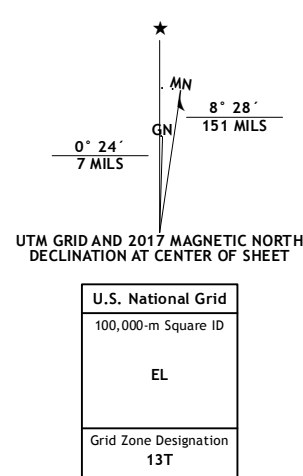 ★
MN
GN
8° 28´
151 MILS
0° 24´
7 MILS
UTM GRID AND 2017 MAGNETIC NORTH
DECLINATION AT CENTER OF SHEET
U.S. National Grid
100,000-m Square ID
EL
Grid Zone Designation
13T